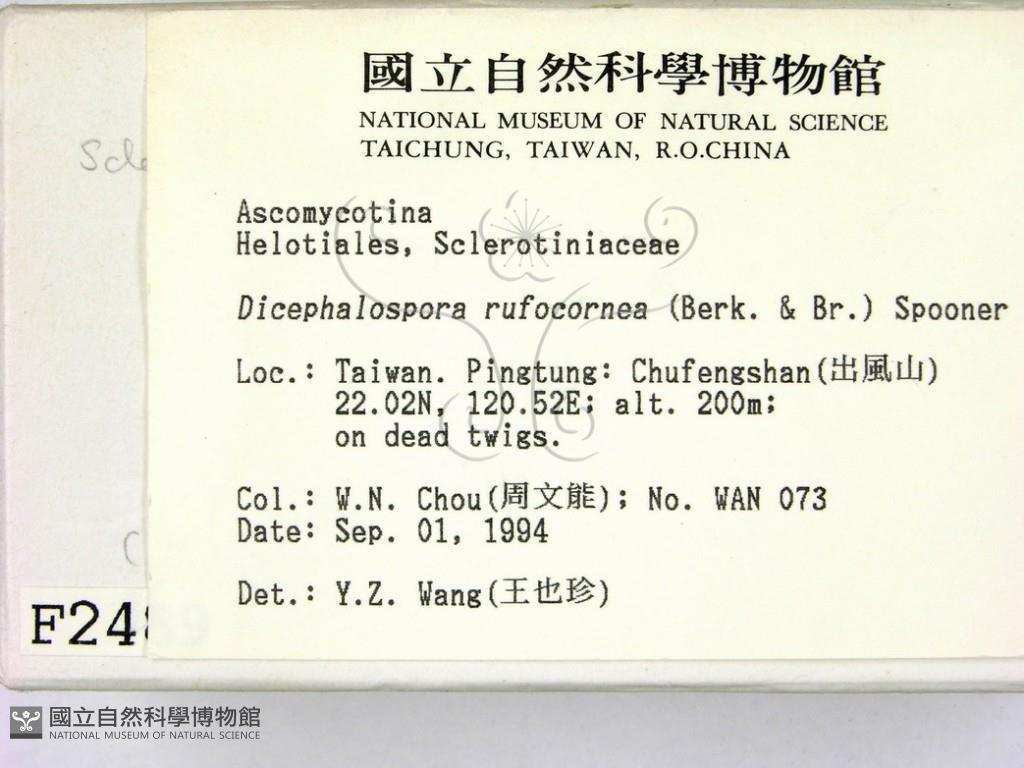 國立自然科學博物館
NATIONAL MUSEUM OF NATURAL SCIENCE
TAICHUNG, TAIWAN, R.O.CHINA
Ascomycotina
Helotiales, Sclerotiniaceae
Dicephalospora rufocornea (Berk. & Br.) Spooner
Loc.: Taiwan. Pingtung: Chufengshan(出風山)
22.02N, 120.52E; alt. 200m;
on dead twigs.
Col.: W.N. Chou(周文能); No. WAN 073
Date: Sep. 01, 1994
Det.: Y.Z. Wang(王也珍)
F2489
國立自然科學博物館
NATIONAL MUSEUM OF NATURAL SCIENCE